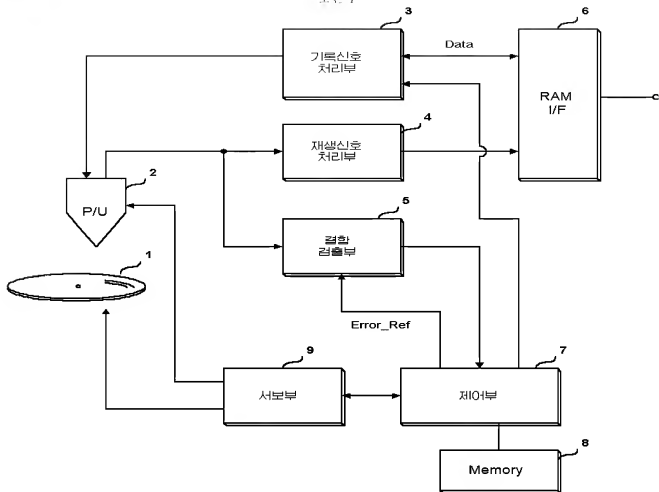 3
기록신호
처리부
Data
6
RAM
I/F
4
재생신호
처리부
2
P/U
5
결함
검출부
1
Error_Ref
9
서보부
7
제어부
8
Memory